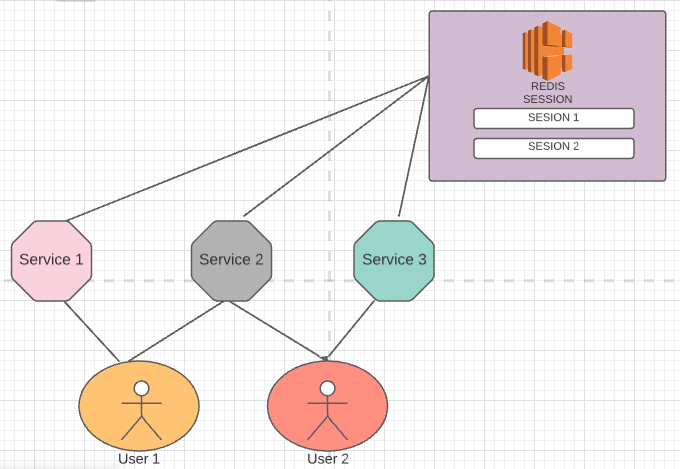 REDIS
SESSION
SESION 1
SESION 2
Service 1
Service 2
Service 3
User 1
User 2